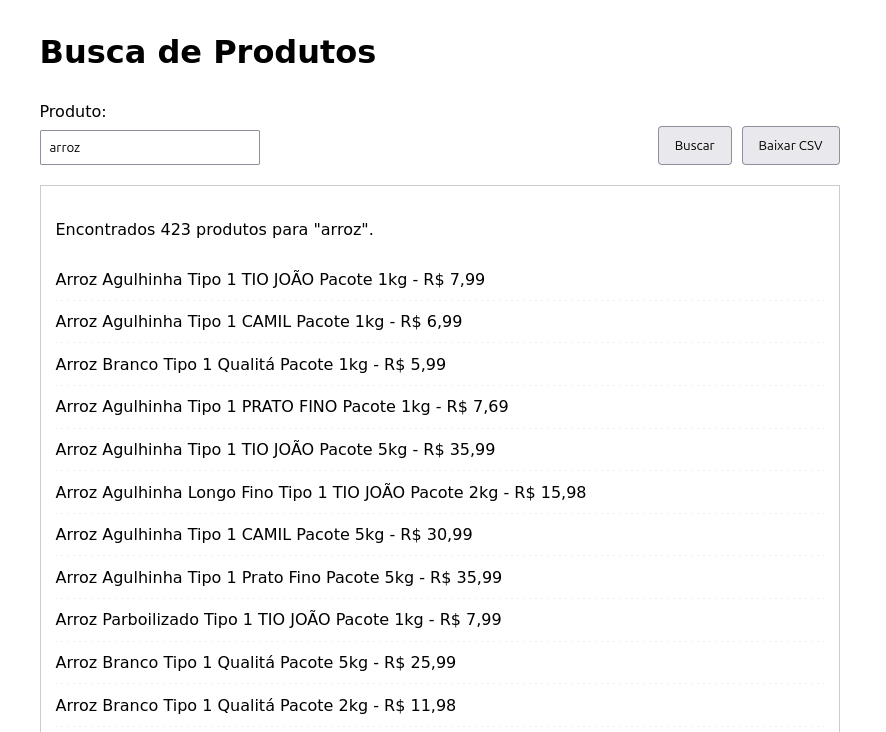 Busca de Produtos
Produto:
arroz
Buscar
Baixar CSV
Encontrados 423 produtos para "arroz".
Arroz Agulhinha Tipo 1 TIO JOÃO Pacote 1kg - R$ 7,99
Arroz Agulhinha Tipo 1 CAMIL Pacote 1kg - R$ 6,99
Arroz Branco Tipo 1 Qualitá Pacote 1kg - R$ 5,99
Arroz Agulhinha Tipo 1 PRATO FINO Pacote 1kg - R$ 7,69
Arroz Agulhinha Tipo 1 TIO JOÃO Pacote 5kg - R$ 35,99
Arroz Agulhinha Longo Fino Tipo 1 TIO JOÃO Pacote 2kg - R$ 15,98
Arroz Agulhinha Tipo 1 CAMIL Pacote 5kg - R$ 30,99
Arroz Agulhinha Tipo 1 Prato Fino Pacote 5kg - R$ 35,99
Arroz Parboilizado Tipo 1 TIO JOÃO Pacote 1kg - R$ 7,99
Arroz Branco Tipo 1 Qualitá Pacote 5kg - R$ 25,99
Arroz Branco Tipo 1 Qualitá Pacote 2kg - R$ 11,98